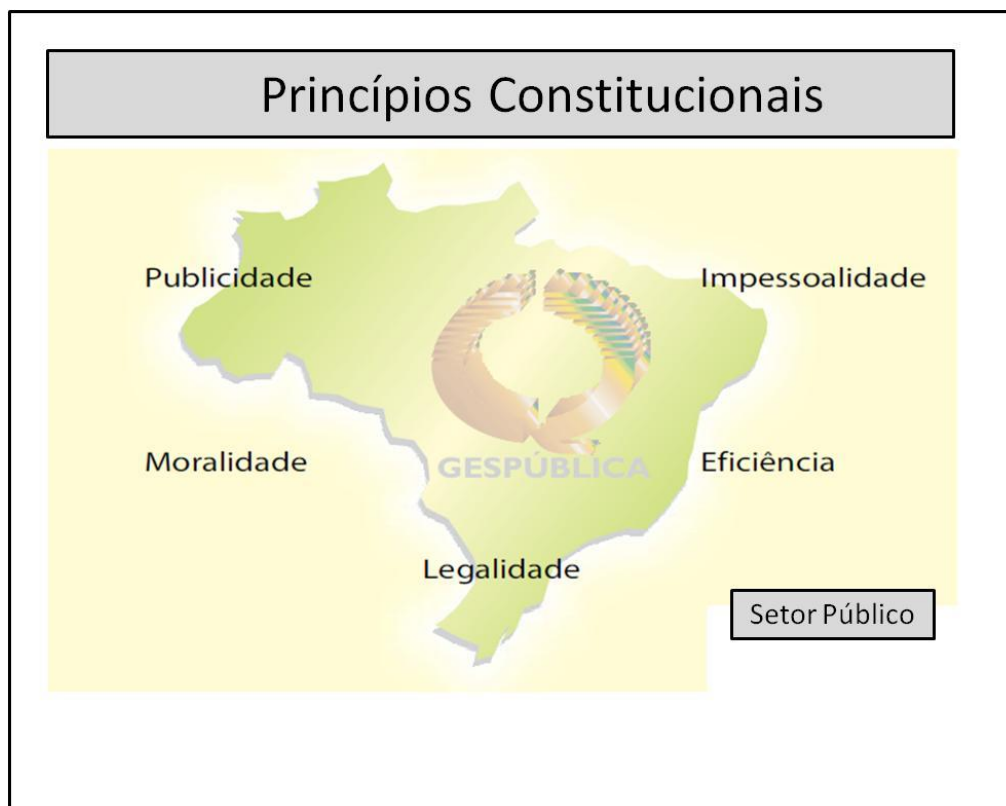 Princípios Constitucionais
Publicidade
Impessoalidade
Moralidade
GESPÚBLICA
Eficiência
Legalidade
Setor Público